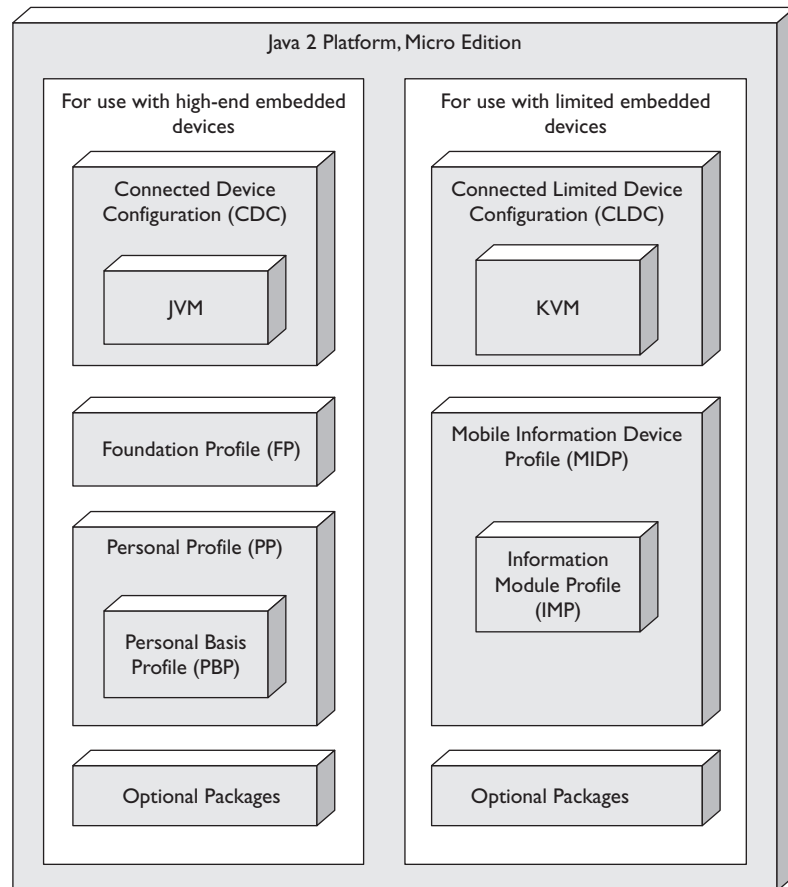 Java 2 Platform, Micro Edition
For use with high-end embedded
devices
Connected Device
Configuration (CDC)
JVM
Foundation Profile (FP)
Personal Profile (PP)
Personal Basis
Profile (PBP)
Optional Packages
For use with limited embedded
devices
Connected Limited Device
Configuration (CLDC)
KVM
Mobile Information Device
Profile (MIDP)
Information
Module Profile
(IMP)
Optional Packages